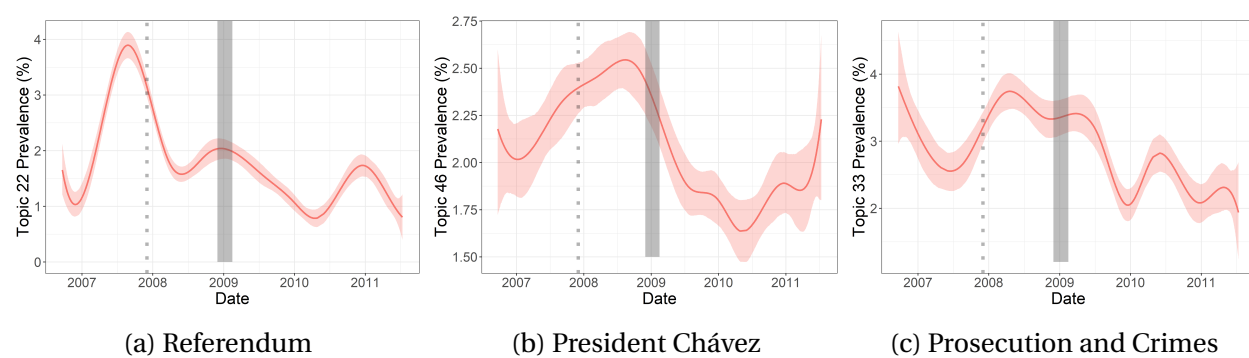 Topic 22 Prevalence (%)
4
3
2
1
0
2007 2008 2009 2010 2011
Date
(a) Referendum
Topic 46 Prevalence (%)
2.75
2.50
2.25
2.00
1.75
1.50
2007 2008 2009 2010 2011
Date
(b) President Chávez
Topic 33 Prevalence (%)
4
3
2
2007 2008 2009 2010 2011
Date
(c) Prosecution and Crimes